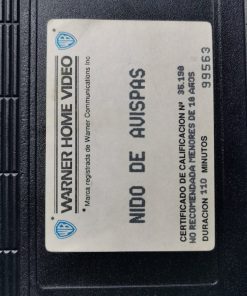 WARNER HOME VIDEO
* Marca registrada de Warner Communications Inc
NIDO DE AVISPAS
CERTIFICADO DE CALIFICACION Nº 36.198
NO RECOMENDADA MENORES DE 18 AÑOS
DURACION 110 MINUTOS
99563